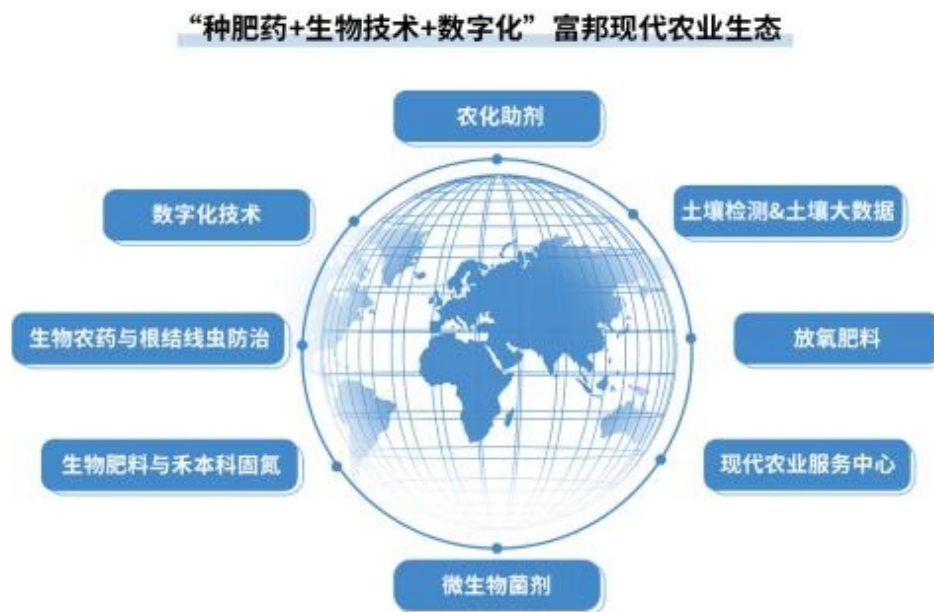 “种肥药+生物技术+数字化”富邦现代农业生态
农化助剂
数字化技术
土壤检测&土壤大数据
生物农药与根结线虫防治
放氧肥料
生物肥料与禾本科固氮
现代农业服务中心
微生物菌剂